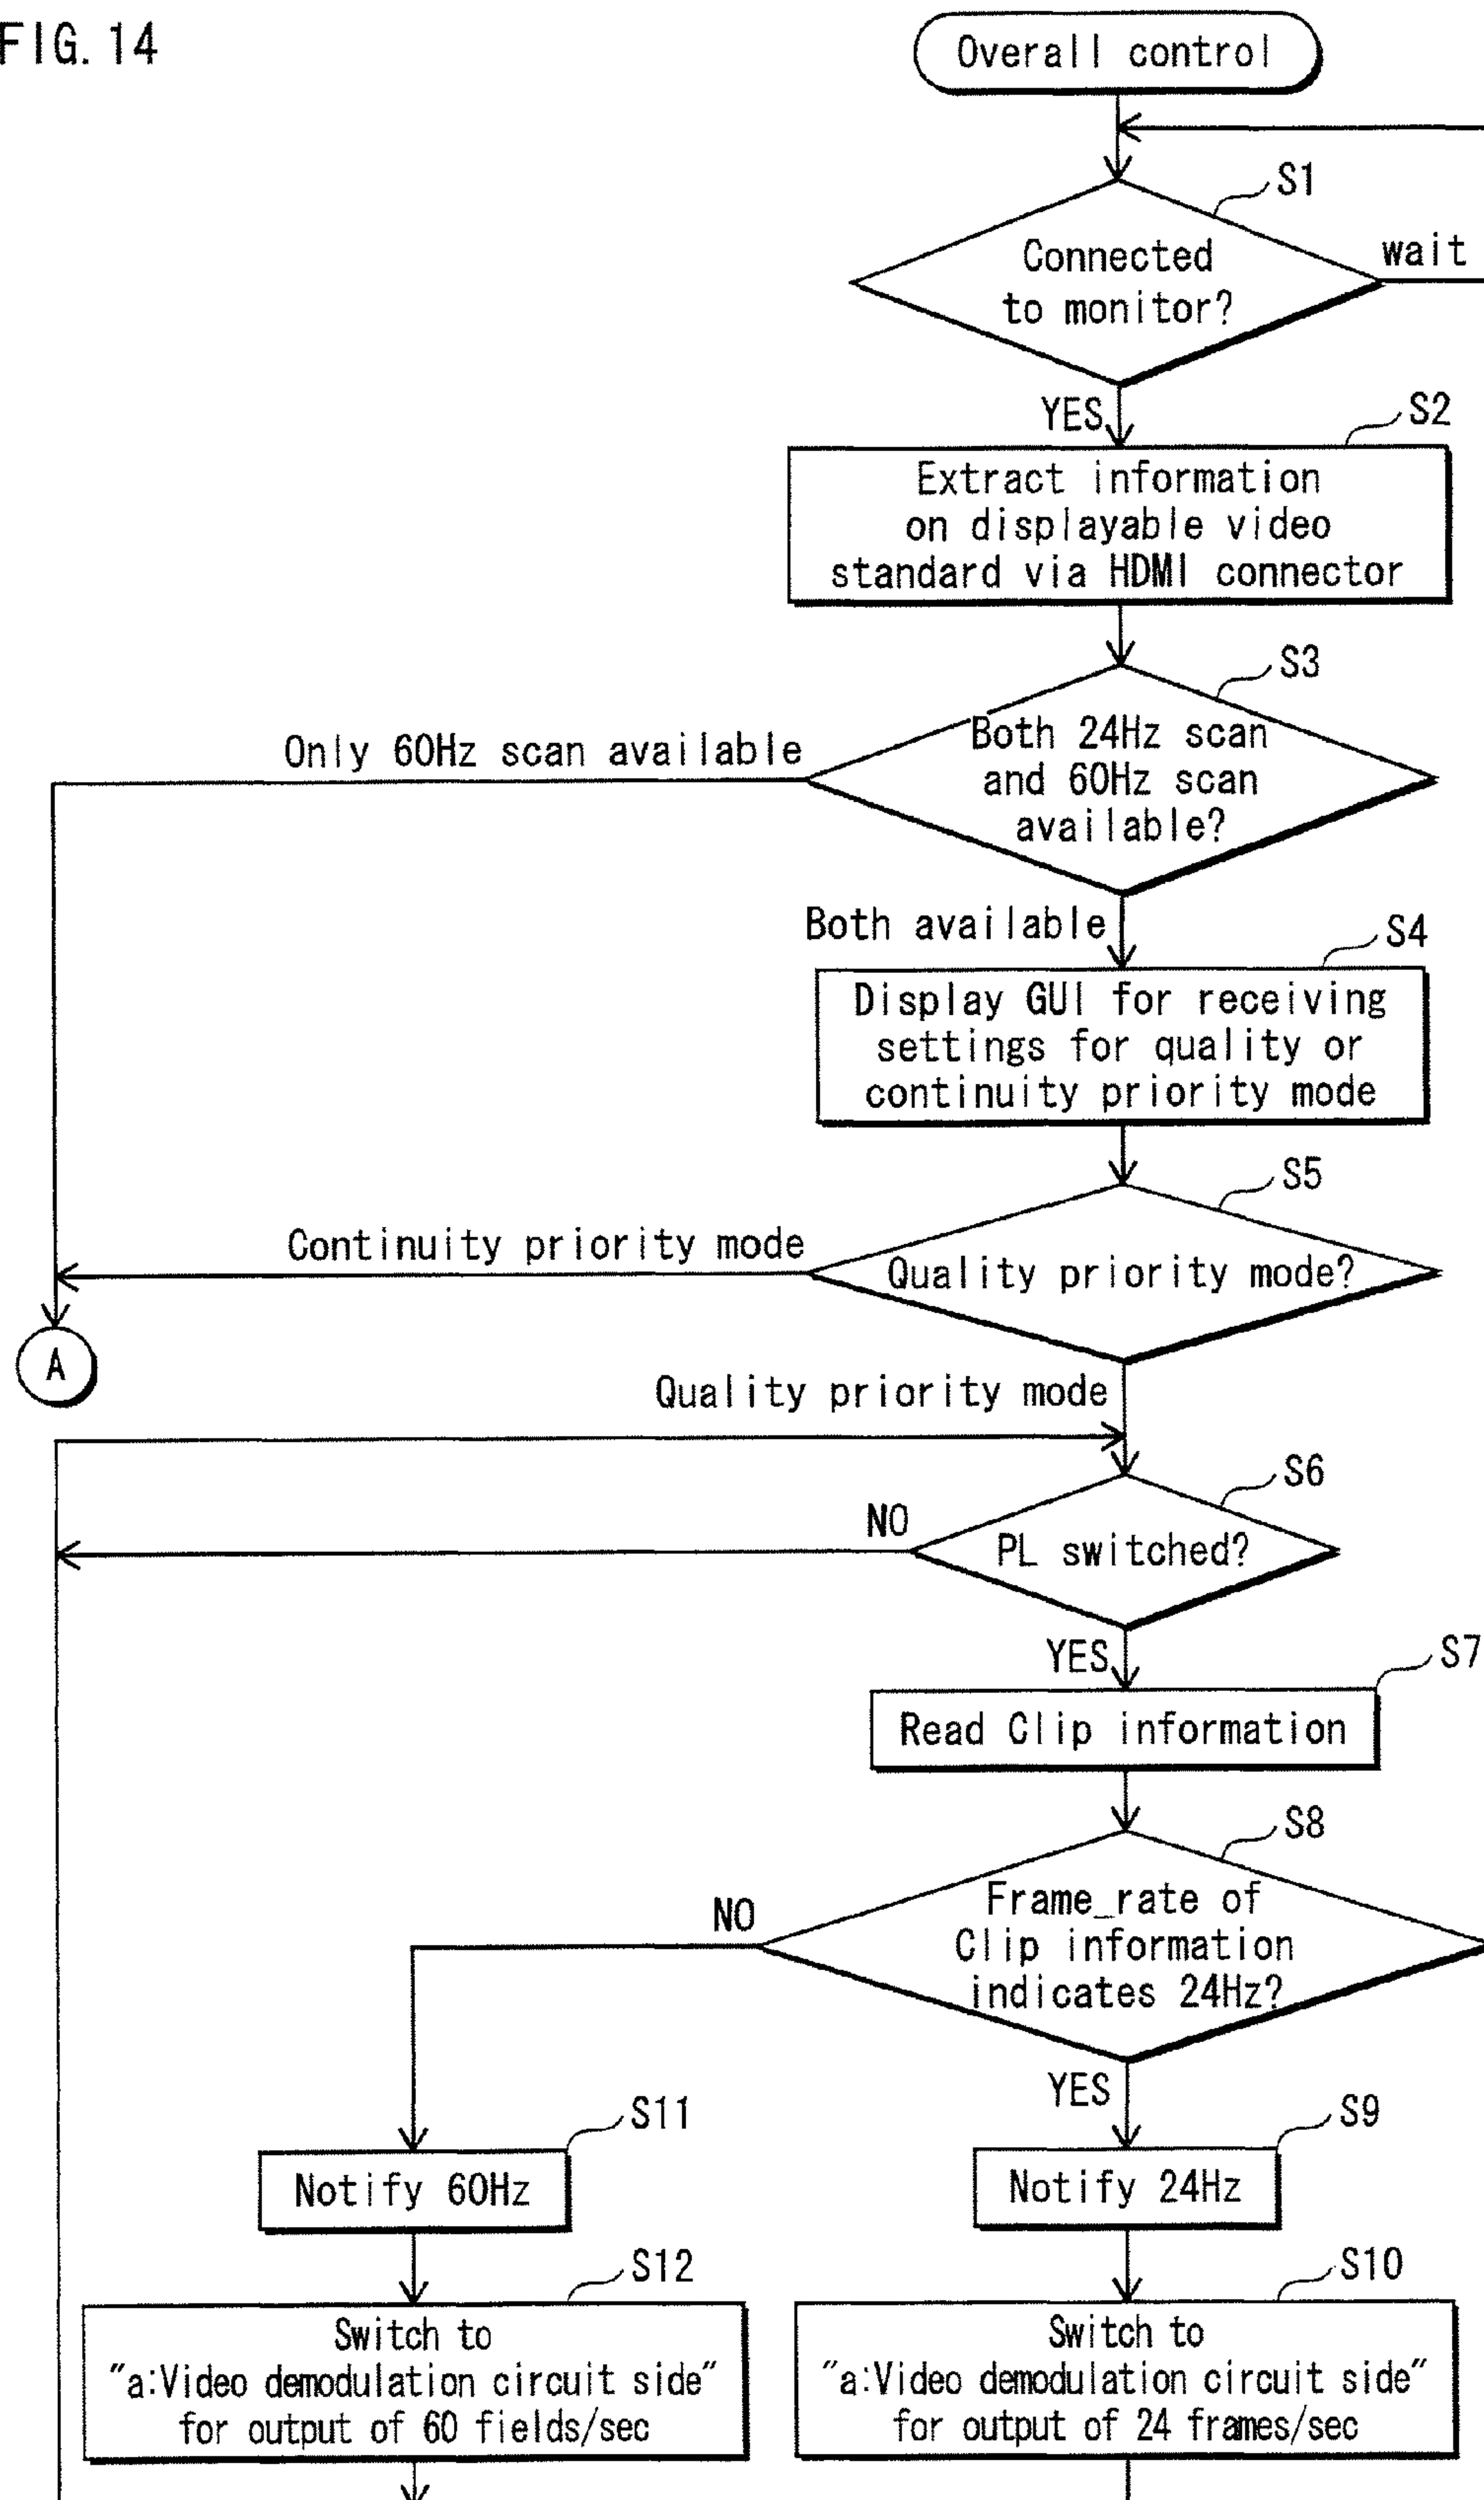 FIG. 14
Overall control
S1
Connected
to monitor?
wait
YES
S2
Extract information
on displayable video
standard via HDMI connector
S3
Only 60Hz scan available
Both 24Hz scan
and 60Hz scan
available?
Both available
S4
Display GUI for receiving
settings for quality or
continuity priority mode
S5
Continuity priority mode
Quality priority mode?
A
Quality priority mode
S6
NO
PL switched?
YES
S7
Read Clip information
S8
NO
Frame_rate of
Clip information
indicates 24Hz?
YES
S11
S9
Notify 60Hz
Notify 24Hz
S12
S10
Switch to
"a:Video demodulation circuit side"
for output of 60 fields/sec
Switch to
"a:Video demodulation circuit side"
for output of 24 frames/sec